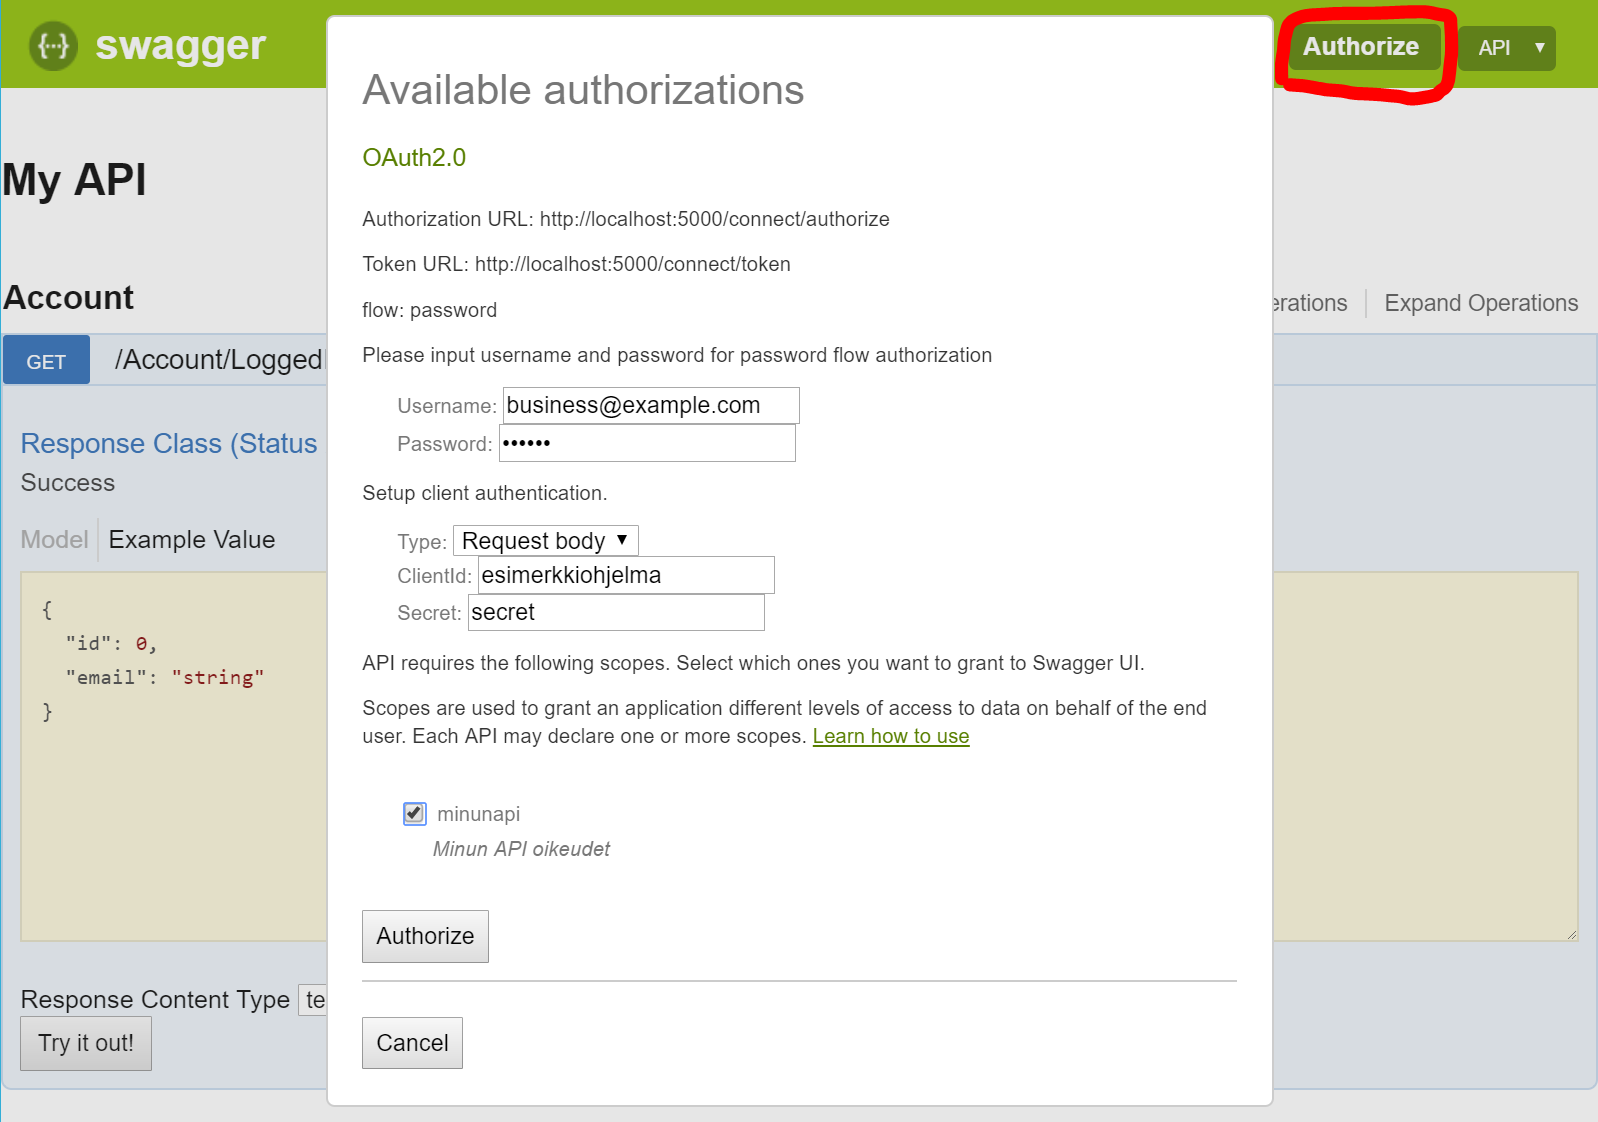 {···} swagger
Authorize
API ▼
Available authorizations
OAuth2.0
My API
Authorization URL: http://localhost:5000/connect/authorize
Token URL: http://localhost:5000/connect/token
Account
Expand Operations
flow: password
GET
/Account/Logged
Please input username and password for password flow authorization
Username: business@example.com
Password: ••••••
Response Class (Status
Success
Setup client authentication.
Model
Example Value
Type: Request body ▼
ClientId: esimerkkiohjelma
Secret: secret
{
"id": 0,
"email": "string"
}
API requires the following scopes. Select which ones you want to grant to Swagger UI.
Scopes are used to grant an application different levels of access to data on behalf of the end
user. Each API may declare one or more scopes. Learn how to use
minunapi
Minun API oikeudet
Authorize
Response Content Type
Try it out!
Cancel